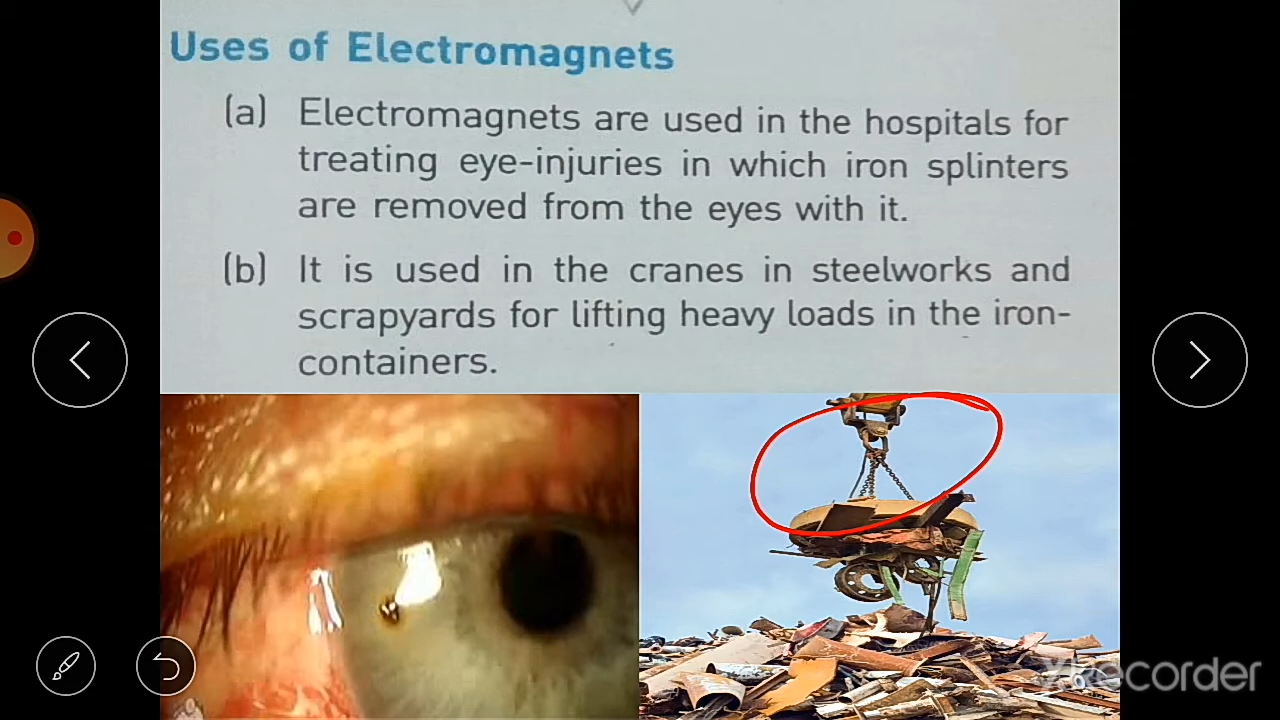 Uses of Electromagnets
(a) Electromagnets are used in the hospitals for
treating eye-injuries in which iron splinters
are removed from the eyes with it.
(b) It is used in the cranes in steelworks and
scrapyards for lifting heavy loads in the iron-
containers.
XRecorder